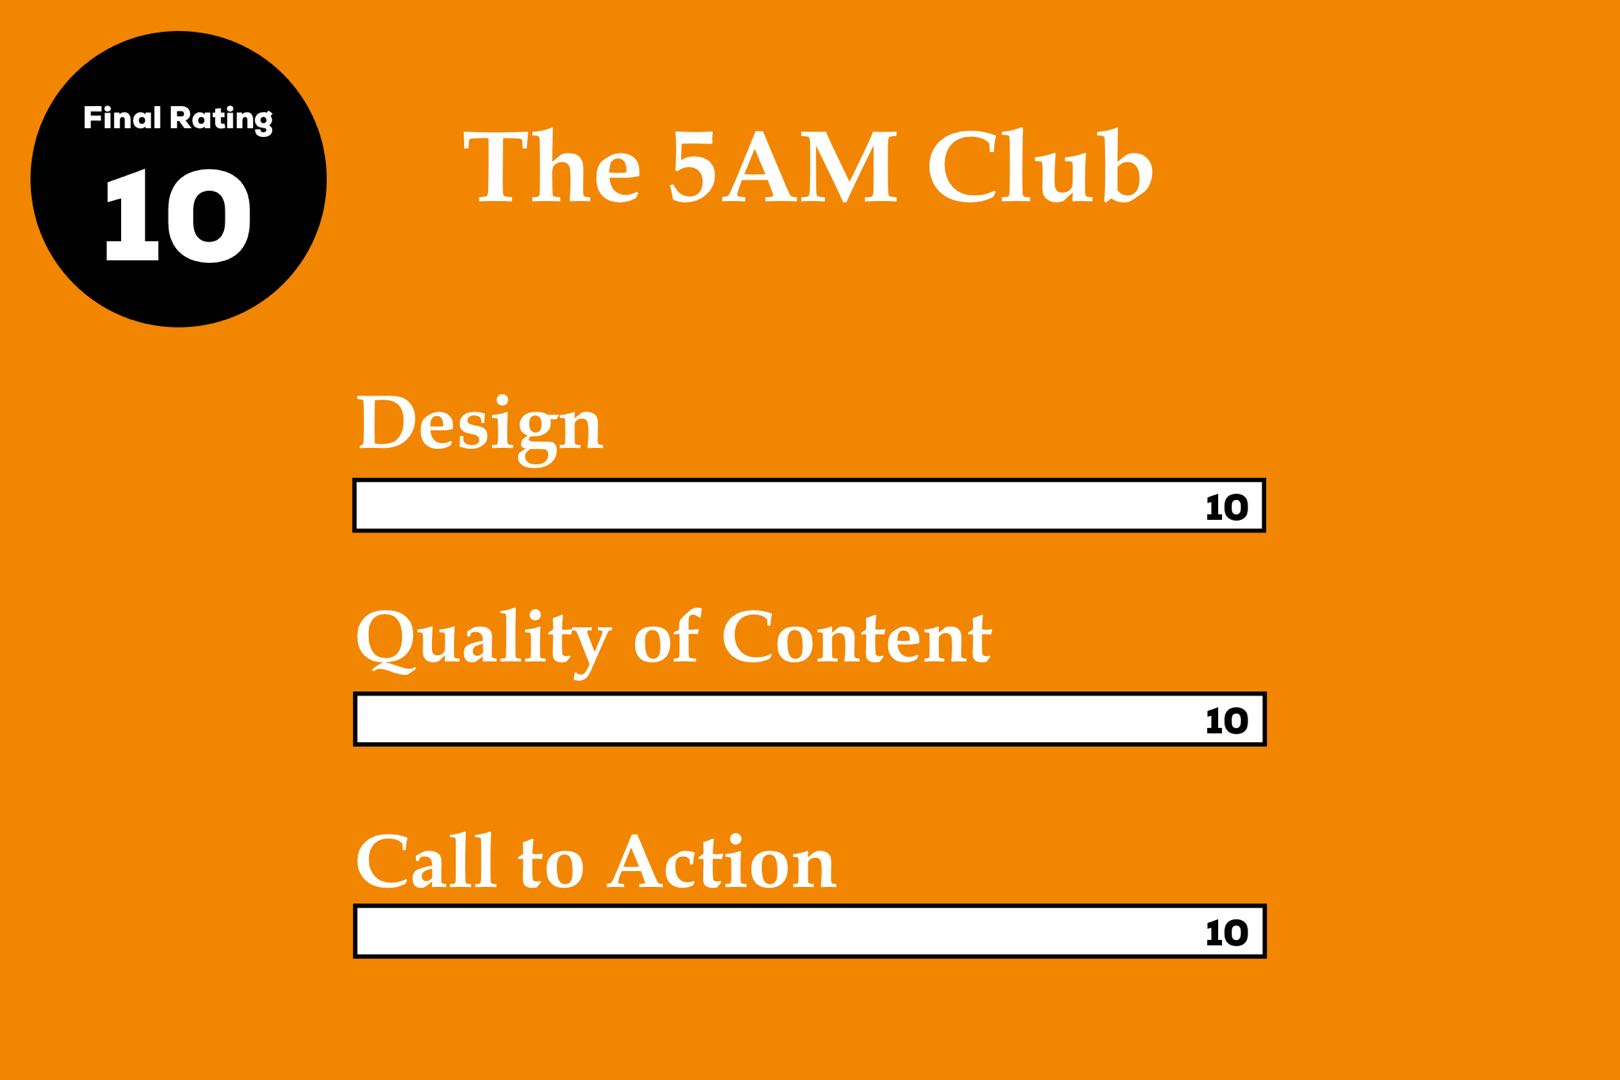 Final Rating
10
The 5AM Club
Design
10
Quality of Content
10
Call to Action
10